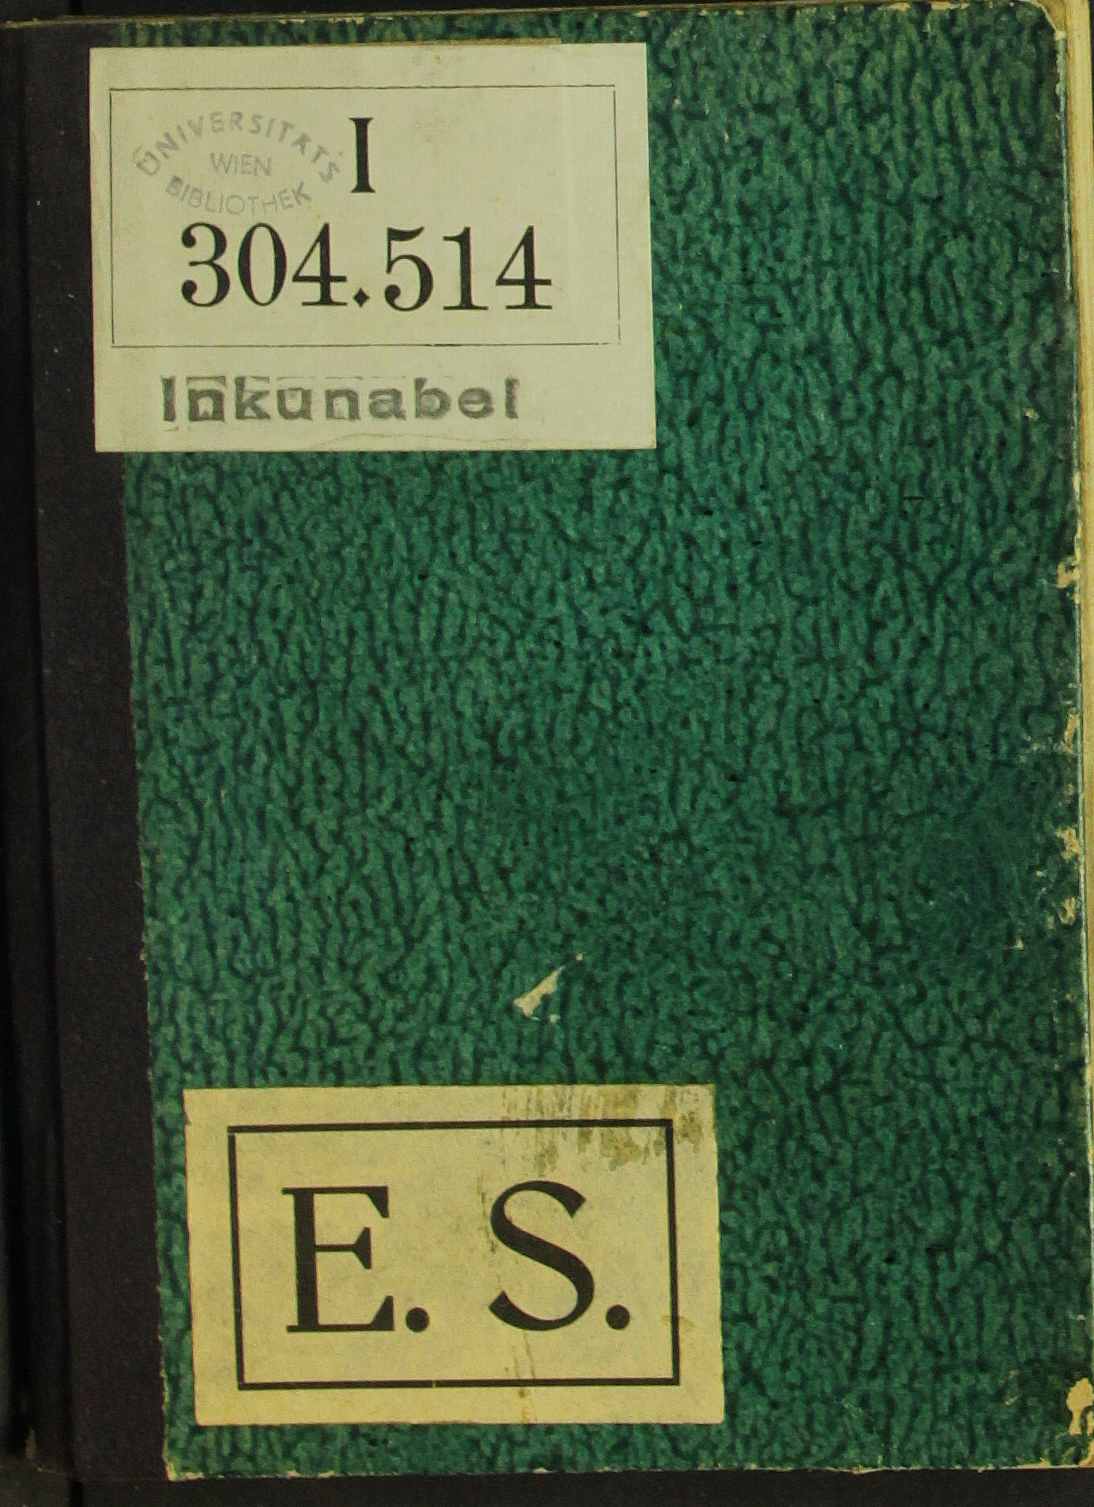 UNIVERSITÄTS
WIEN
BIBLIOTHEK
I
304.514
Inkunabel
E. S.